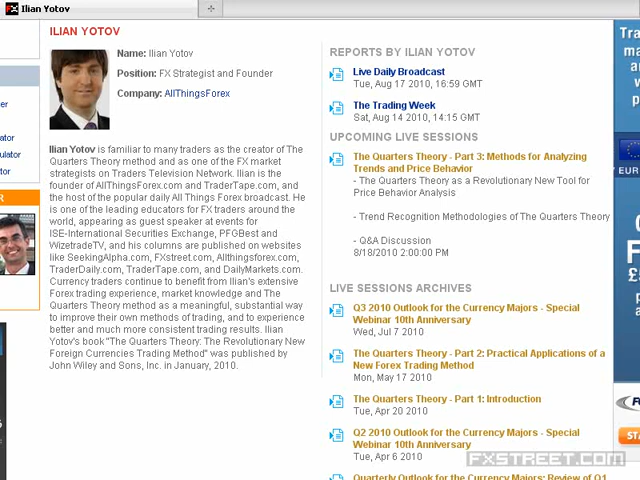 Ilian Yotov
ILIAN YOTOV
Name: Ilian Yotov
Position: FX Strategist and Founder
Company: AllThingsForex
Ilian Yotov is familiar to many traders as the creator of The
Quarters Theory method and as one of the FX market
strategists on Traders Television Network. Ilian is the
founder of AllThingsForex.com and TraderTape.com, and
the host of the popular daily All Things Forex broadcast. He
is one of the leading educators for FX traders around the
world, appearing as guest speaker at events for
ISE-International Securities Exchange, PFGBest and
WizetradeTV, and his columns are published on websites
like SeekingAlpha.com, FXstreet.com, Allthingsforex.com,
TraderDaily.com, TraderTape.com, and DailyMarkets.com.
Currency traders continue to benefit from Ilian's extensive
Forex trading experience, market knowledge and The
Quarters Theory method as a meaningful, substantial way
to improve their own methods of trading, and to experience
better and much more consistent trading results. Ilian
Yotov's book "The Quarters Theory: The Revolutionary New
Foreign Currencies Trading Method" was published by
John Wiley and Sons, Inc. in January, 2010.
REPORTS BY ILIAN YOTOV
Live Daily Broadcast
Tue, Aug 17 2010, 16:59 GMT
The Trading Week
Sat, Aug 14 2010, 14:15 GMT
UPCOMING LIVE SESSIONS
The Quarters Theory - Part 3: Methods for Analyzing
Trends and Price Behavior
- The Quarters Theory as a Revolutionary New Tool for
Price Behavior Analysis
- Trend Recognition Methodologies of The Quarters Theory
- Q&A Discussion
8/18/2010 2:00:00 PM
LIVE SESSIONS ARCHIVES
Q3 2010 Outlook for the Currency Majors - Special
Webinar 10th Anniversary
Wed, Jul 7 2010
The Quarters Theory - Part 2: Practical Applications of a
New Forex Trading Method
Mon, May 17 2010
The Quarters Theory - Part 1: Introduction
Tue, Apr 20 2010
Q2 2010 Outlook for the Currency Majors - Special
Webinar 10th Anniversary
Tue, Apr 6 2010
Quarterly Outlook for the Currency Majors: Review of Q1
FXSTREET.COM